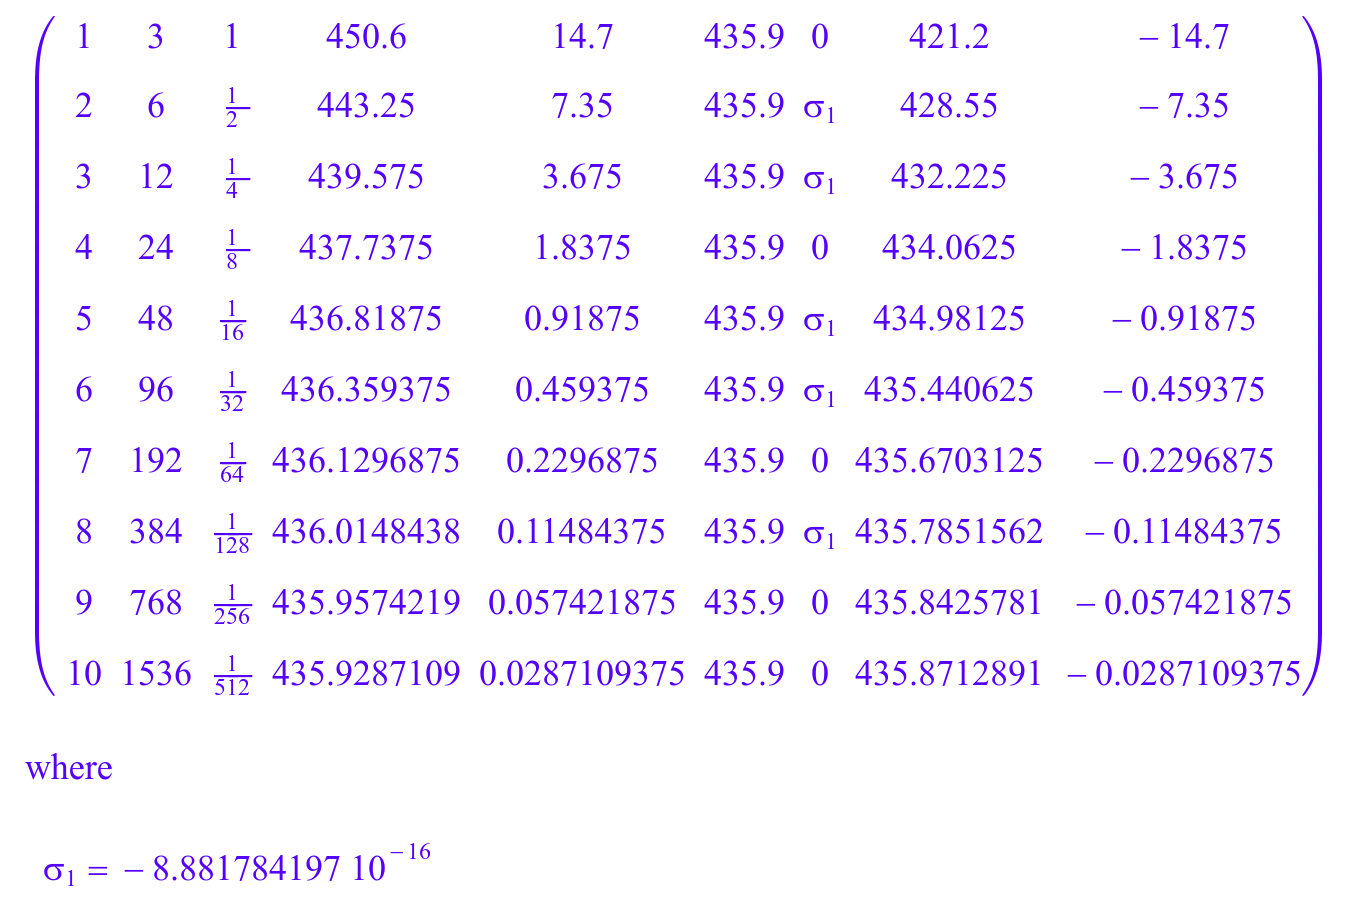 1 3 1 450.6 14.7 435.9 0 421.2 − 14.7
2 6 1/2 443.25 7.35 435.9 σ₁ 428.55 − 7.35
3 12 1/4 439.575 3.675 435.9 σ₁ 432.225 − 3.675
4 24 1/8 437.7375 1.8375 435.9 0 434.0625 − 1.8375
5 48 1/16 436.81875 0.91875 435.9 σ₁ 434.98125 − 0.91875
6 96 1/32 436.359375 0.459375 435.9 σ₁ 435.440625 − 0.459375
7 192 1/64 436.1296875 0.2296875 435.9 0 435.6703125 − 0.2296875
8 384 1/128 436.0148438 0.11484375 435.9 σ₁ 435.7851562 − 0.11484375
9 768 1/256 435.9574219 0.057421875 435.9 0 435.8425781 − 0.057421875
10 1536 1/512 435.9287109 0.0287109375 435.9 0 435.8712891 − 0.0287109375
where
σ₁ = − 8.881784197 10⁻¹⁶